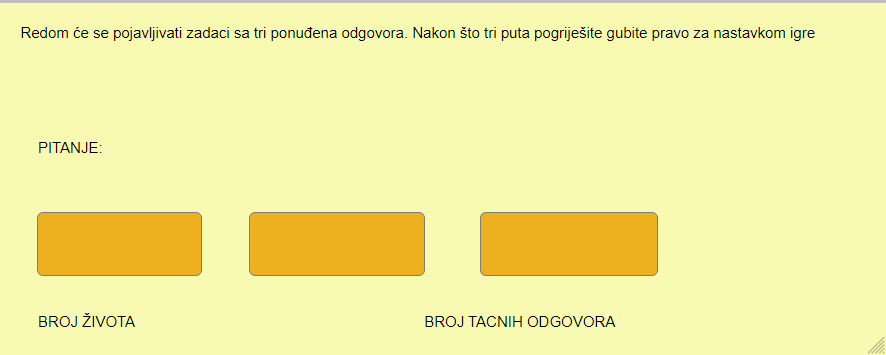 Redom će se pojavljivati zadaci sa tri ponuđena odgovora. Nakon što tri puta pogriješite gubite pravo za nastavkom igre
PITANJE:
BROJ ŽIVOTA
BROJ TACNIH ODGOVORA